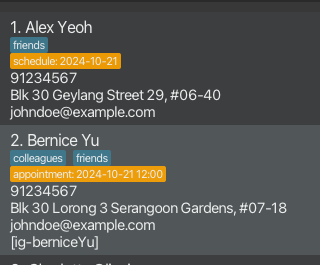 1. Alex Yeoh
friends
schedule: 2024-10-21
91234567
Blk 30 Geylang Street 29, #06-40
johndoe@example.com
2. Bernice Yu
colleagues friends
appointment: 2024-10-21 12:00
91234567
Blk 30 Lorong 3 Serangoon Gardens, #07-18
johndoe@example.com
[ig-berniceYu]